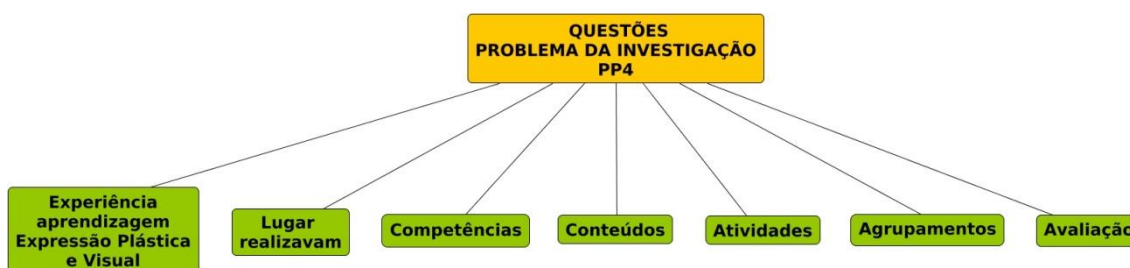 QUESTÕES
PROBLEMA DA INVESTIGAÇÃO
PP4
Experiência
aprendizagem
Expressão Plástica
e Visual
Lugar
realizavam
Competências
Conteúdos
Atividades
Agrupamentos
Avaliação